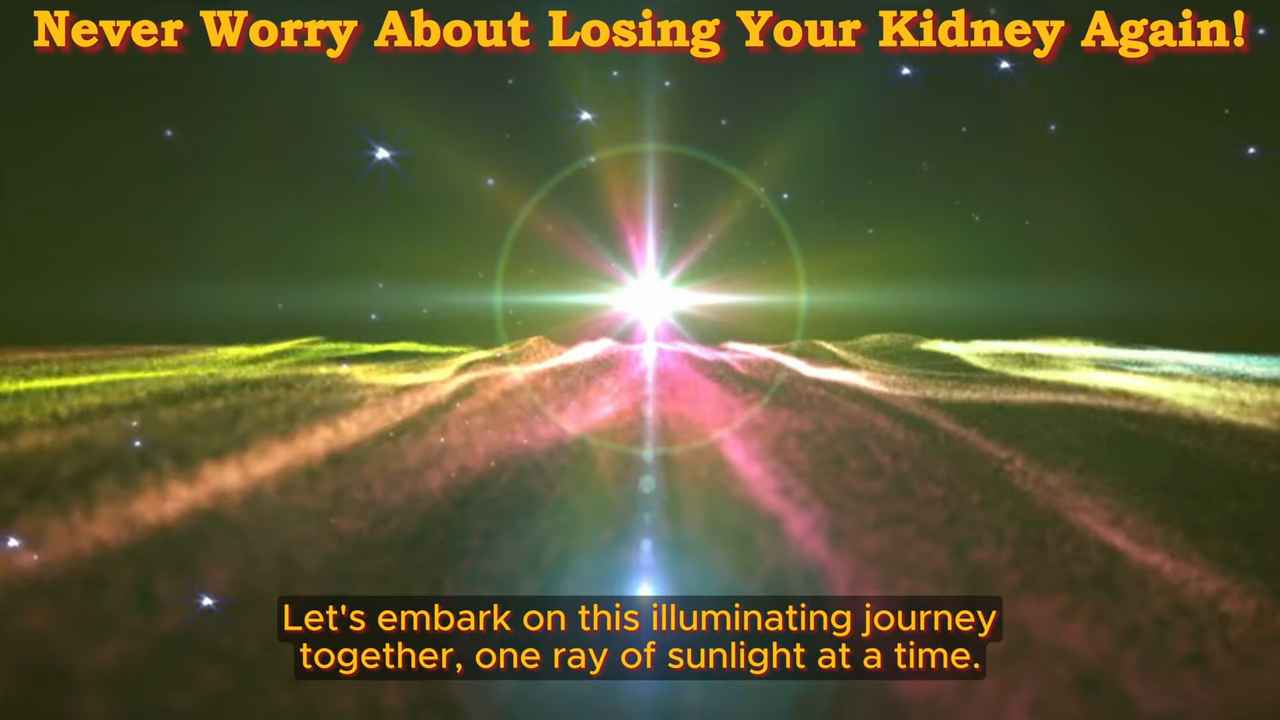 Never Worry About Losing Your Kidney Again!
Let's embark on this illuminating journey
together, one ray of sunlight at a time.